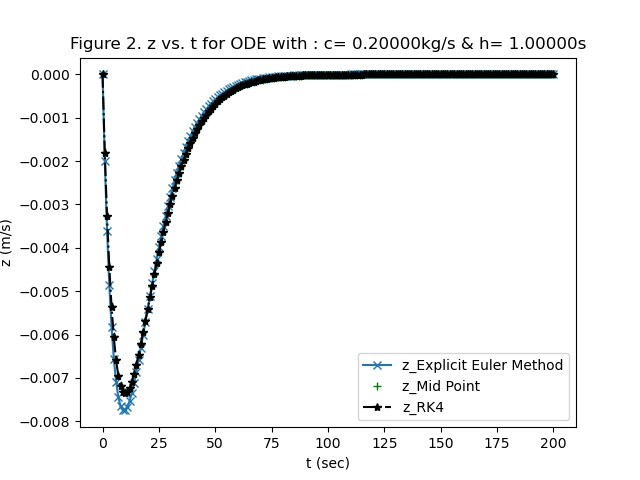 Figure 2. z vs. t for ODE with : c= 0.20000kg/s & h= 1.00000s
0.000
−0.001
−0.002
−0.003
−0.004
−0.005
−0.006
−0.007
−0.008
z (m/s)
z_Explicit Euler Method
z_Mid Point
z_RK4
0 25 50 75 100 125 150 175 200
t (sec)